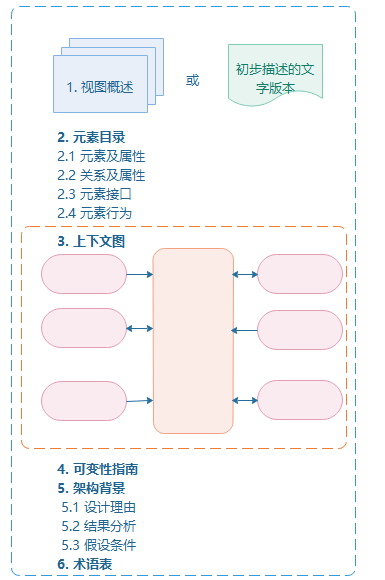 1. 视图概述
或
初步描述的文
字版本
2. 元素目录
2.1 元素及属性
2.2 关系及属性
2.3 元素接口
2.4 元素行为
3. 上下文图
4. 可变性指南
5. 架构背景
5.1 设计理由
5.2 结果分析
5.3 假设条件
6. 术语表